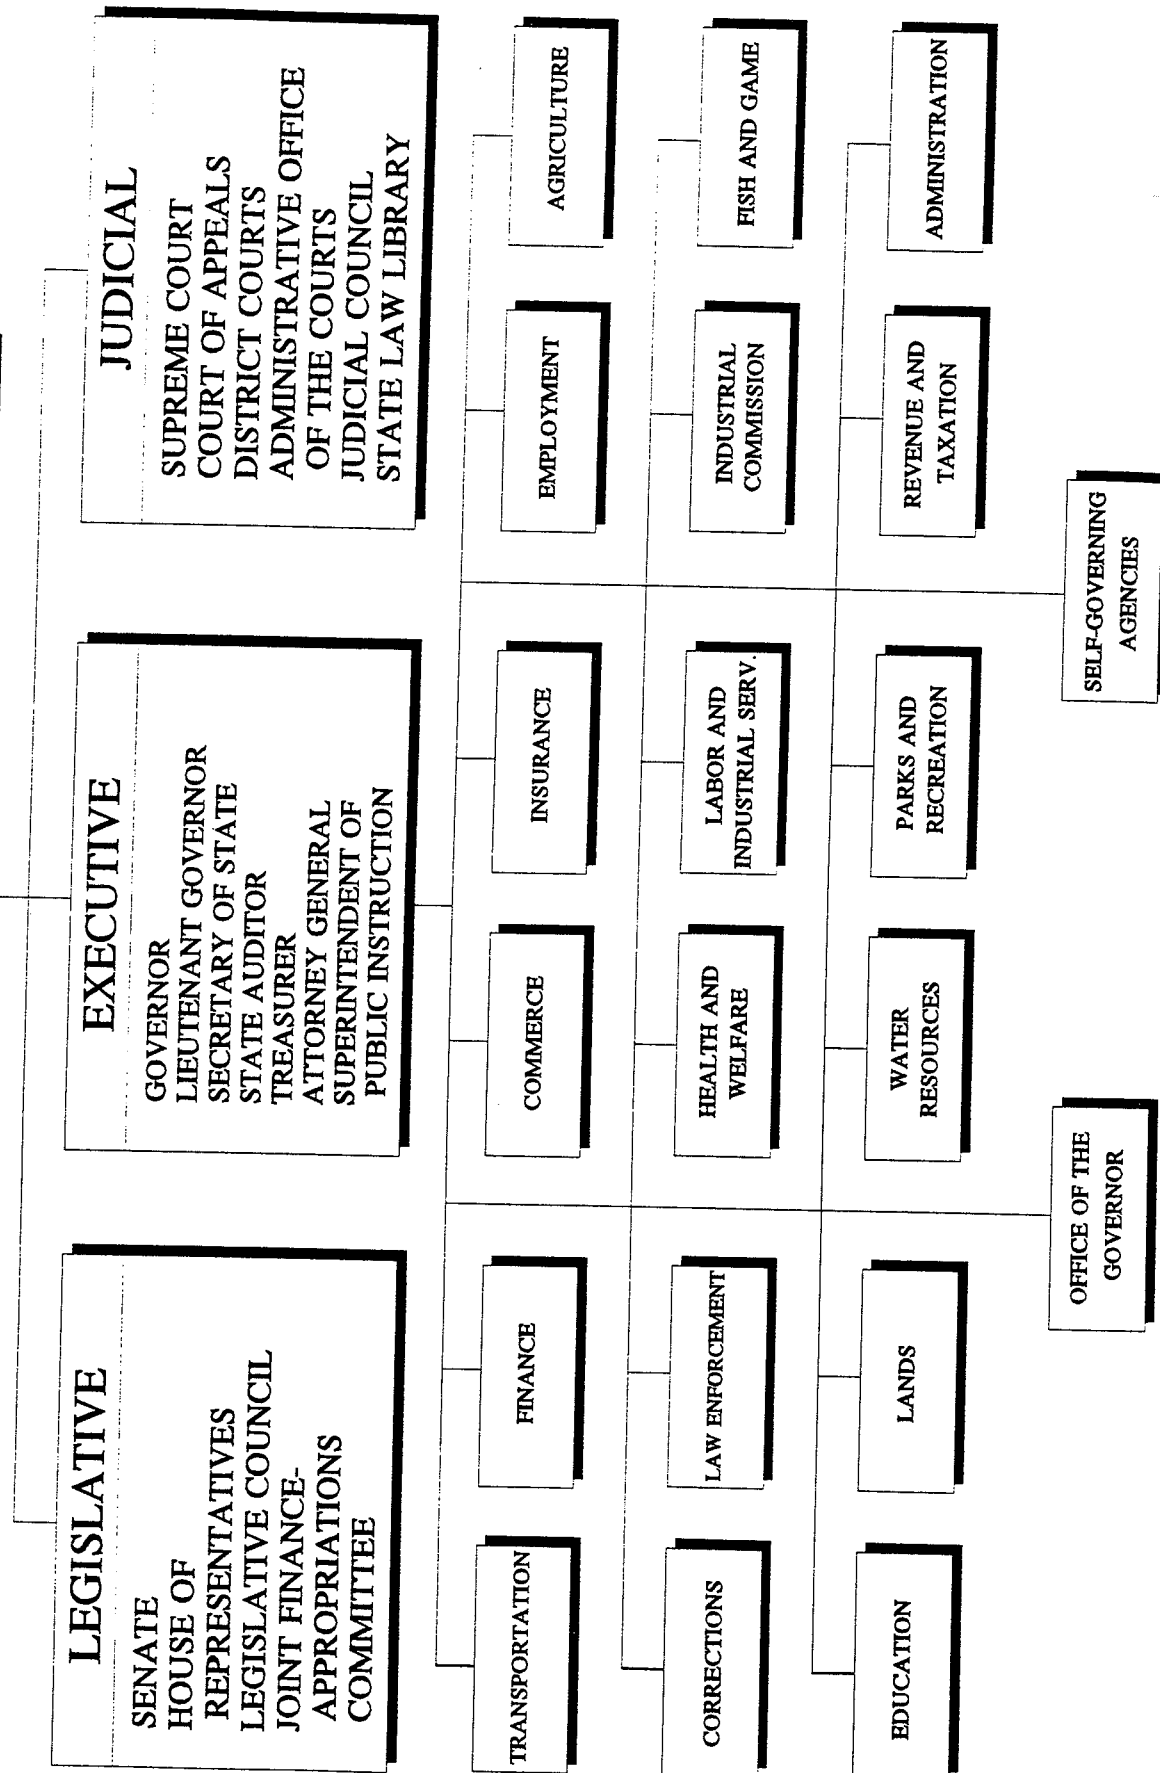 LEGISLATIVE
SENATE
HOUSE OF
REPRESENTATIVES
LEGISLATIVE COUNCIL
JOINT FINANCE-
APPROPRIATIONS
COMMITTEE
EXECUTIVE
GOVERNOR
LIEUTENANT GOVERNOR
SECRETARY OF STATE
STATE AUDITOR
TREASURER
ATTORNEY GENERAL
SUPERINTENDENT OF
PUBLIC INSTRUCTION
JUDICIAL
SUPREME COURT
COURT OF APPEALS
DISTRICT COURTS
ADMINISTRATIVE OFFICE
OF THE COURTS
JUDICIAL COUNCIL
STATE LAW LIBRARY
TRANSPORTATION
FINANCE
COMMERCE
INSURANCE
EMPLOYMENT
AGRICULTURE
CORRECTIONS
LAW ENFORCEMENT
HEALTH AND
WELFARE
LABOR AND
INDUSTRIAL SERV.
INDUSTRIAL
COMMISSION
FISH AND GAME
EDUCATION
LANDS
WATER
RESOURCES
PARKS AND
RECREATION
REVENUE AND
TAXATION
ADMINISTRATION
OFFICE OF THE
GOVERNOR
SELF-GOVERNING
AGENCIES